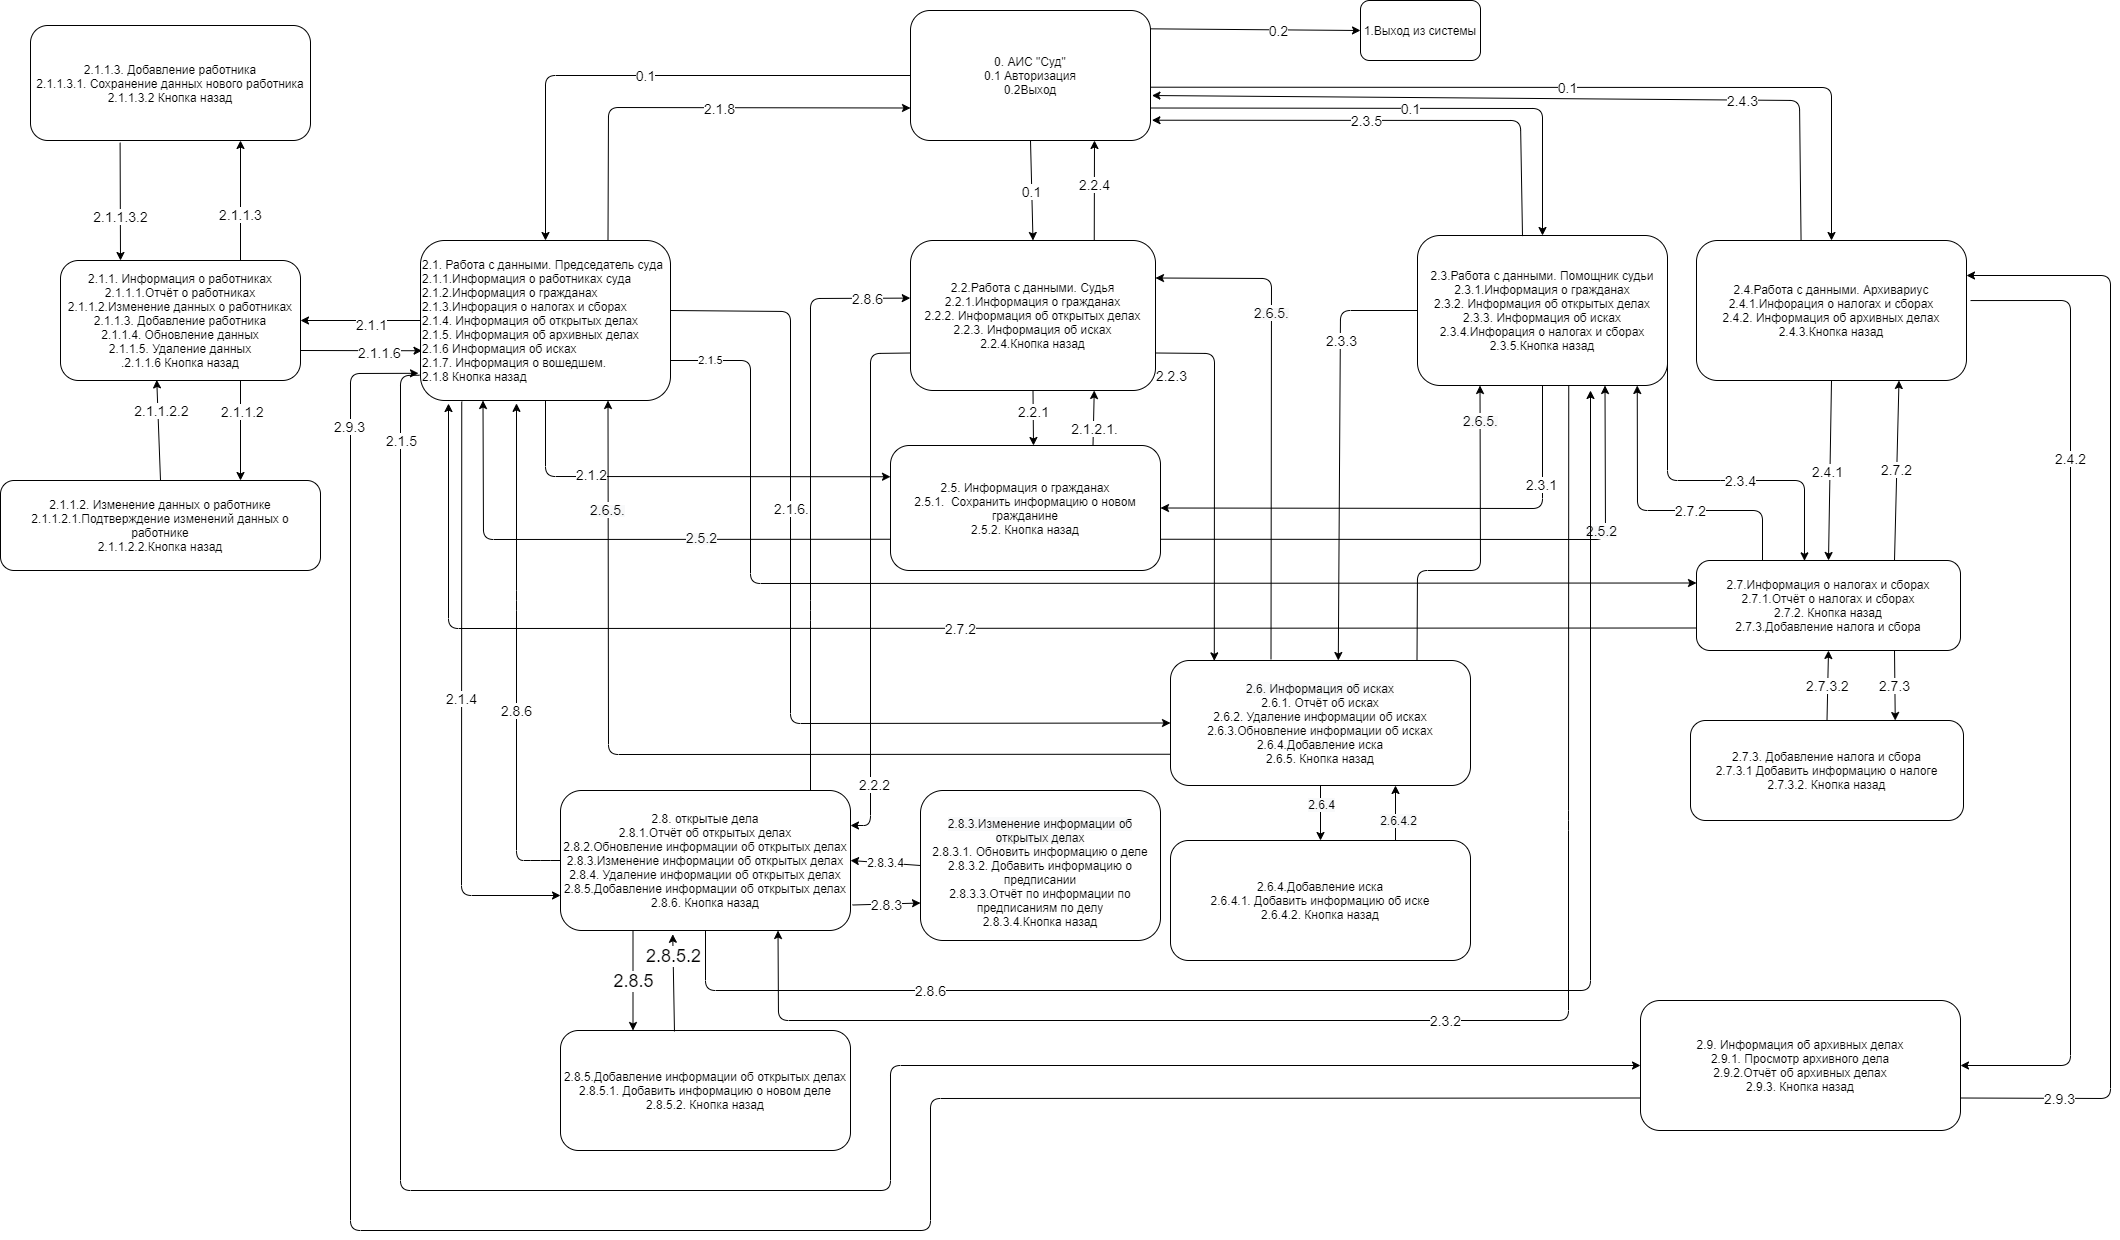 0. АИС "Суд"
0.1 Авторизация
0.2Выход
0.2
1.Выход из системы
0.1
2.1.8
0.1
2.2.4
0.1
2.4.3
0.1
2.3.5
2.1.1.3. Добавление работника
2.1.1.3.1. Сохранение данных нового работника
2.1.1.3.2 Кнопка назад
2.1.1.3.2
2.1.1.3
2.1.1. Информация о работниках
2.1.1.1.Отчёт о работниках
2.1.1.2.Изменение данных о работниках
2.1.1.3. Добавление работника
2.1.1.4. Обновление данных
2.1.1.5. Удаление данных
.2.1.1.6 Кнопка назад
2.1.1
2.1.1.6
2.1.1.2.2
2.1.1.2
2.1.1.2. Изменение данных о работнике
2.1.1.2.1.Подтверждение изменений данных о
работнике
2.1.1.2.2.Кнопка назад
2.1. Работа с данными. Председатель суда
2.1.1.Информация о работниках суда
2.1.2.Информация о гражданах
2.1.3.Инфорация о налогах и сборах
2.1.4. Информация об открытых делах
2.1.5. Информация об архивных делах
2.1.6 Информация об исках
2.1.7. Информация о вошедшем.
2.1.8 Кнопка назад
2.1.5
2.9.3
2.1.5
2.8.6
2.2.Работа с данными. Судья
2.2.1.Информация о гражданах
2.2.2. Информация об открытых делах
2.2.3. Информация об исках
2.2.4.Кнопка назад
2.6.5.
2.2.3
2.2.1
2.1.2.1.
2.3.3
2.3.Работа с данными. Помощник судьи
2.3.1.Информация о гражданах
2.3.2. Информация об открытых делах
2.3.3. Информация об исках
2.3.4.Инфорация о налогах и сборах
2.3.5.Кнопка назад
2.4.Работа с данными. Архивариус
2.4.1.Инфорация о налогах и сборах
2.4.2. Информация об архивных делах
2.4.3.Кнопка назад
2.6.5.
2.3.1
2.3.4
2.4.1
2.7.2
2.4.2
2.1.2
2.6.5.
2.1.6.
2.5. Информация о гражданах
2.5.1. Сохранить информацию о новом
гражданине
2.5.2. Кнопка назад
2.5.2
2.5.2
2.7.2
2.7.Информация о налогах и сборах
2.7.1.Отчёт о налогах и сборах
2.7.2. Кнопка назад
2.7.3.Добавление налога и сбора
2.7.2
2.7.3.2
2.7.3
2.7.3. Добавление налога и сбора
2.7.3.1 Добавить информацию о налоге
2.7.3.2. Кнопка назад
2.1.4
2.8.6
2.6. Информация об исках
2.6.1. Отчёт об исках
2.6.2. Удаление информации об исках
2.6.3.Обновление информации об исках
2.6.4.Добавление иска
2.6.5. Кнопка назад
2.2.2
2.6.4
2.6.4.2
2.8. открытые дела
2.8.1.Отчёт об открытых делах
2.8.2.Обновление информации об открытых делах
2.8.3.Изменение информации об открытых делах
2.8.4. Удаление информации об открытых делах
2.8.5.Добавление информации об открытых делах
2.8.6. Кнопка назад
2.8.3.4
2.8.3
2.8.3.Изменение информации об
открытых делах
2.8.3.1. Обновить информацию о деле
2.8.3.2. Добавить информацию о
предписании
2.8.3.3.Отчёт по информации по
предписаниям по делу
2.8.3.4.Кнопка назад
2.6.4.Добавление иска
2.6.4.1. Добавить информацию об иске
2.6.4.2. Кнопка назад
2.8.5.2
2.8.5
2.8.6
2.3.2
2.8.5.Добавление информации об открытых делах
2.8.5.1. Добавить информацию о новом деле
2.8.5.2. Кнопка назад
2.9. Информация об архивных делах
2.9.1. Просмотр архивного дела
2.9.2.Отчёт об архивных делах
2.9.3. Кнопка назад
2.9.3